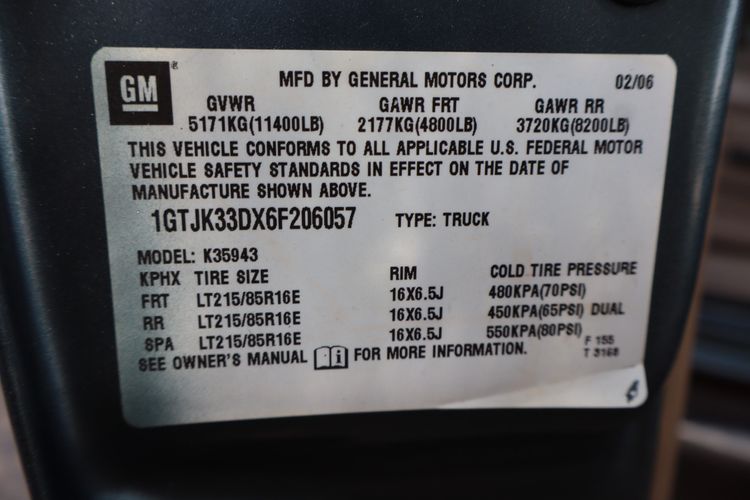 GM ®
MFD BY GENERAL MOTORS CORP. 02/06
GVWR GAWR FRT GAWR RR
5171KG(11400LB) 2177KG(4800LB) 3720KG(8200LB)
THIS VEHICLE CONFORMS TO ALL APPLICABLE U.S. FEDERAL MOTOR
VEHICLE SAFETY STANDARDS IN EFFECT ON THE DATE OF
MANUFACTURE SHOWN ABOVE.
1GTJK33DX6F206057 TYPE: TRUCK
MODEL: K35943
KPHX TIRE SIZE RIM COLD TIRE PRESSURE
FRT LT215/85R16E 16X6.5J 480KPA(70PSI)
RR LT215/85R16E 16X6.5J 450KPA(65PSI) DUAL
SPA LT215/85R16E 16X6.5J 550KPA(80PSI)
SEE OWNER'S MANUAL i FOR MORE INFORMATION.
F 155
T 3168